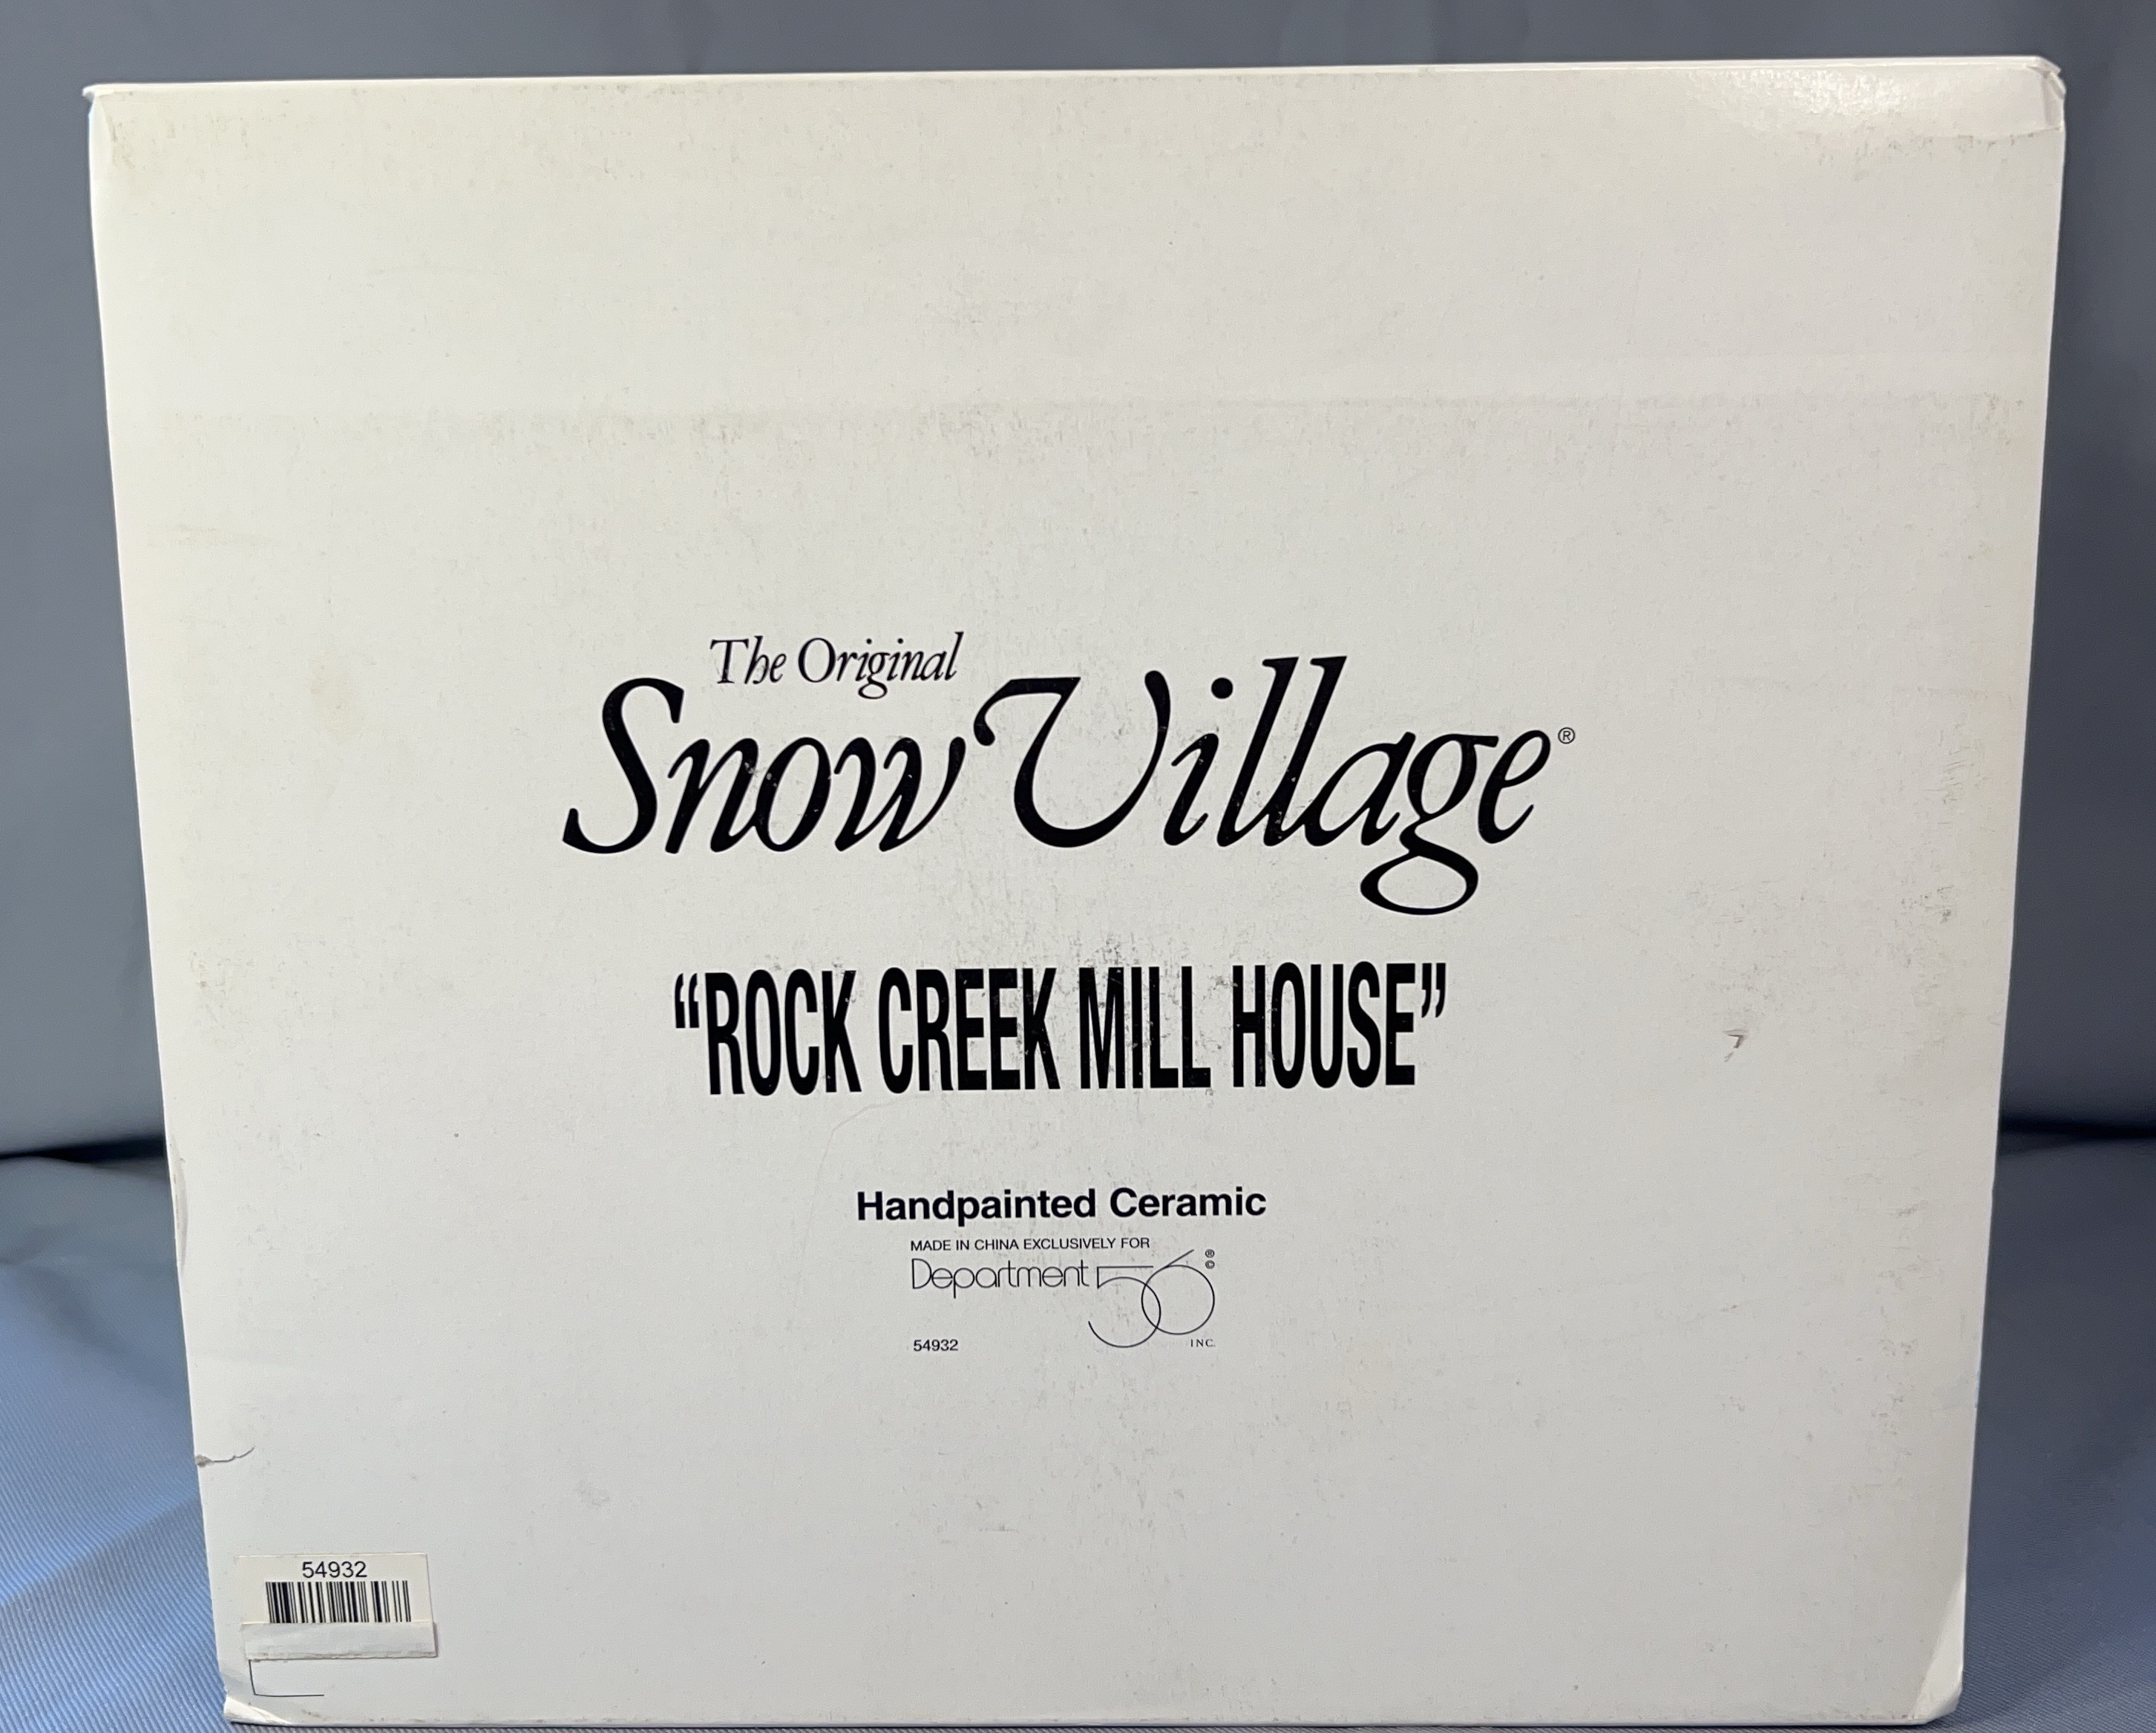 The Original
Snow Village®
“ROCK CREEK MILL HOUSE”
Handpainted Ceramic
MADE IN CHINA EXCLUSIVELY FOR
Department 56 ® ©
54932 INC.
54932